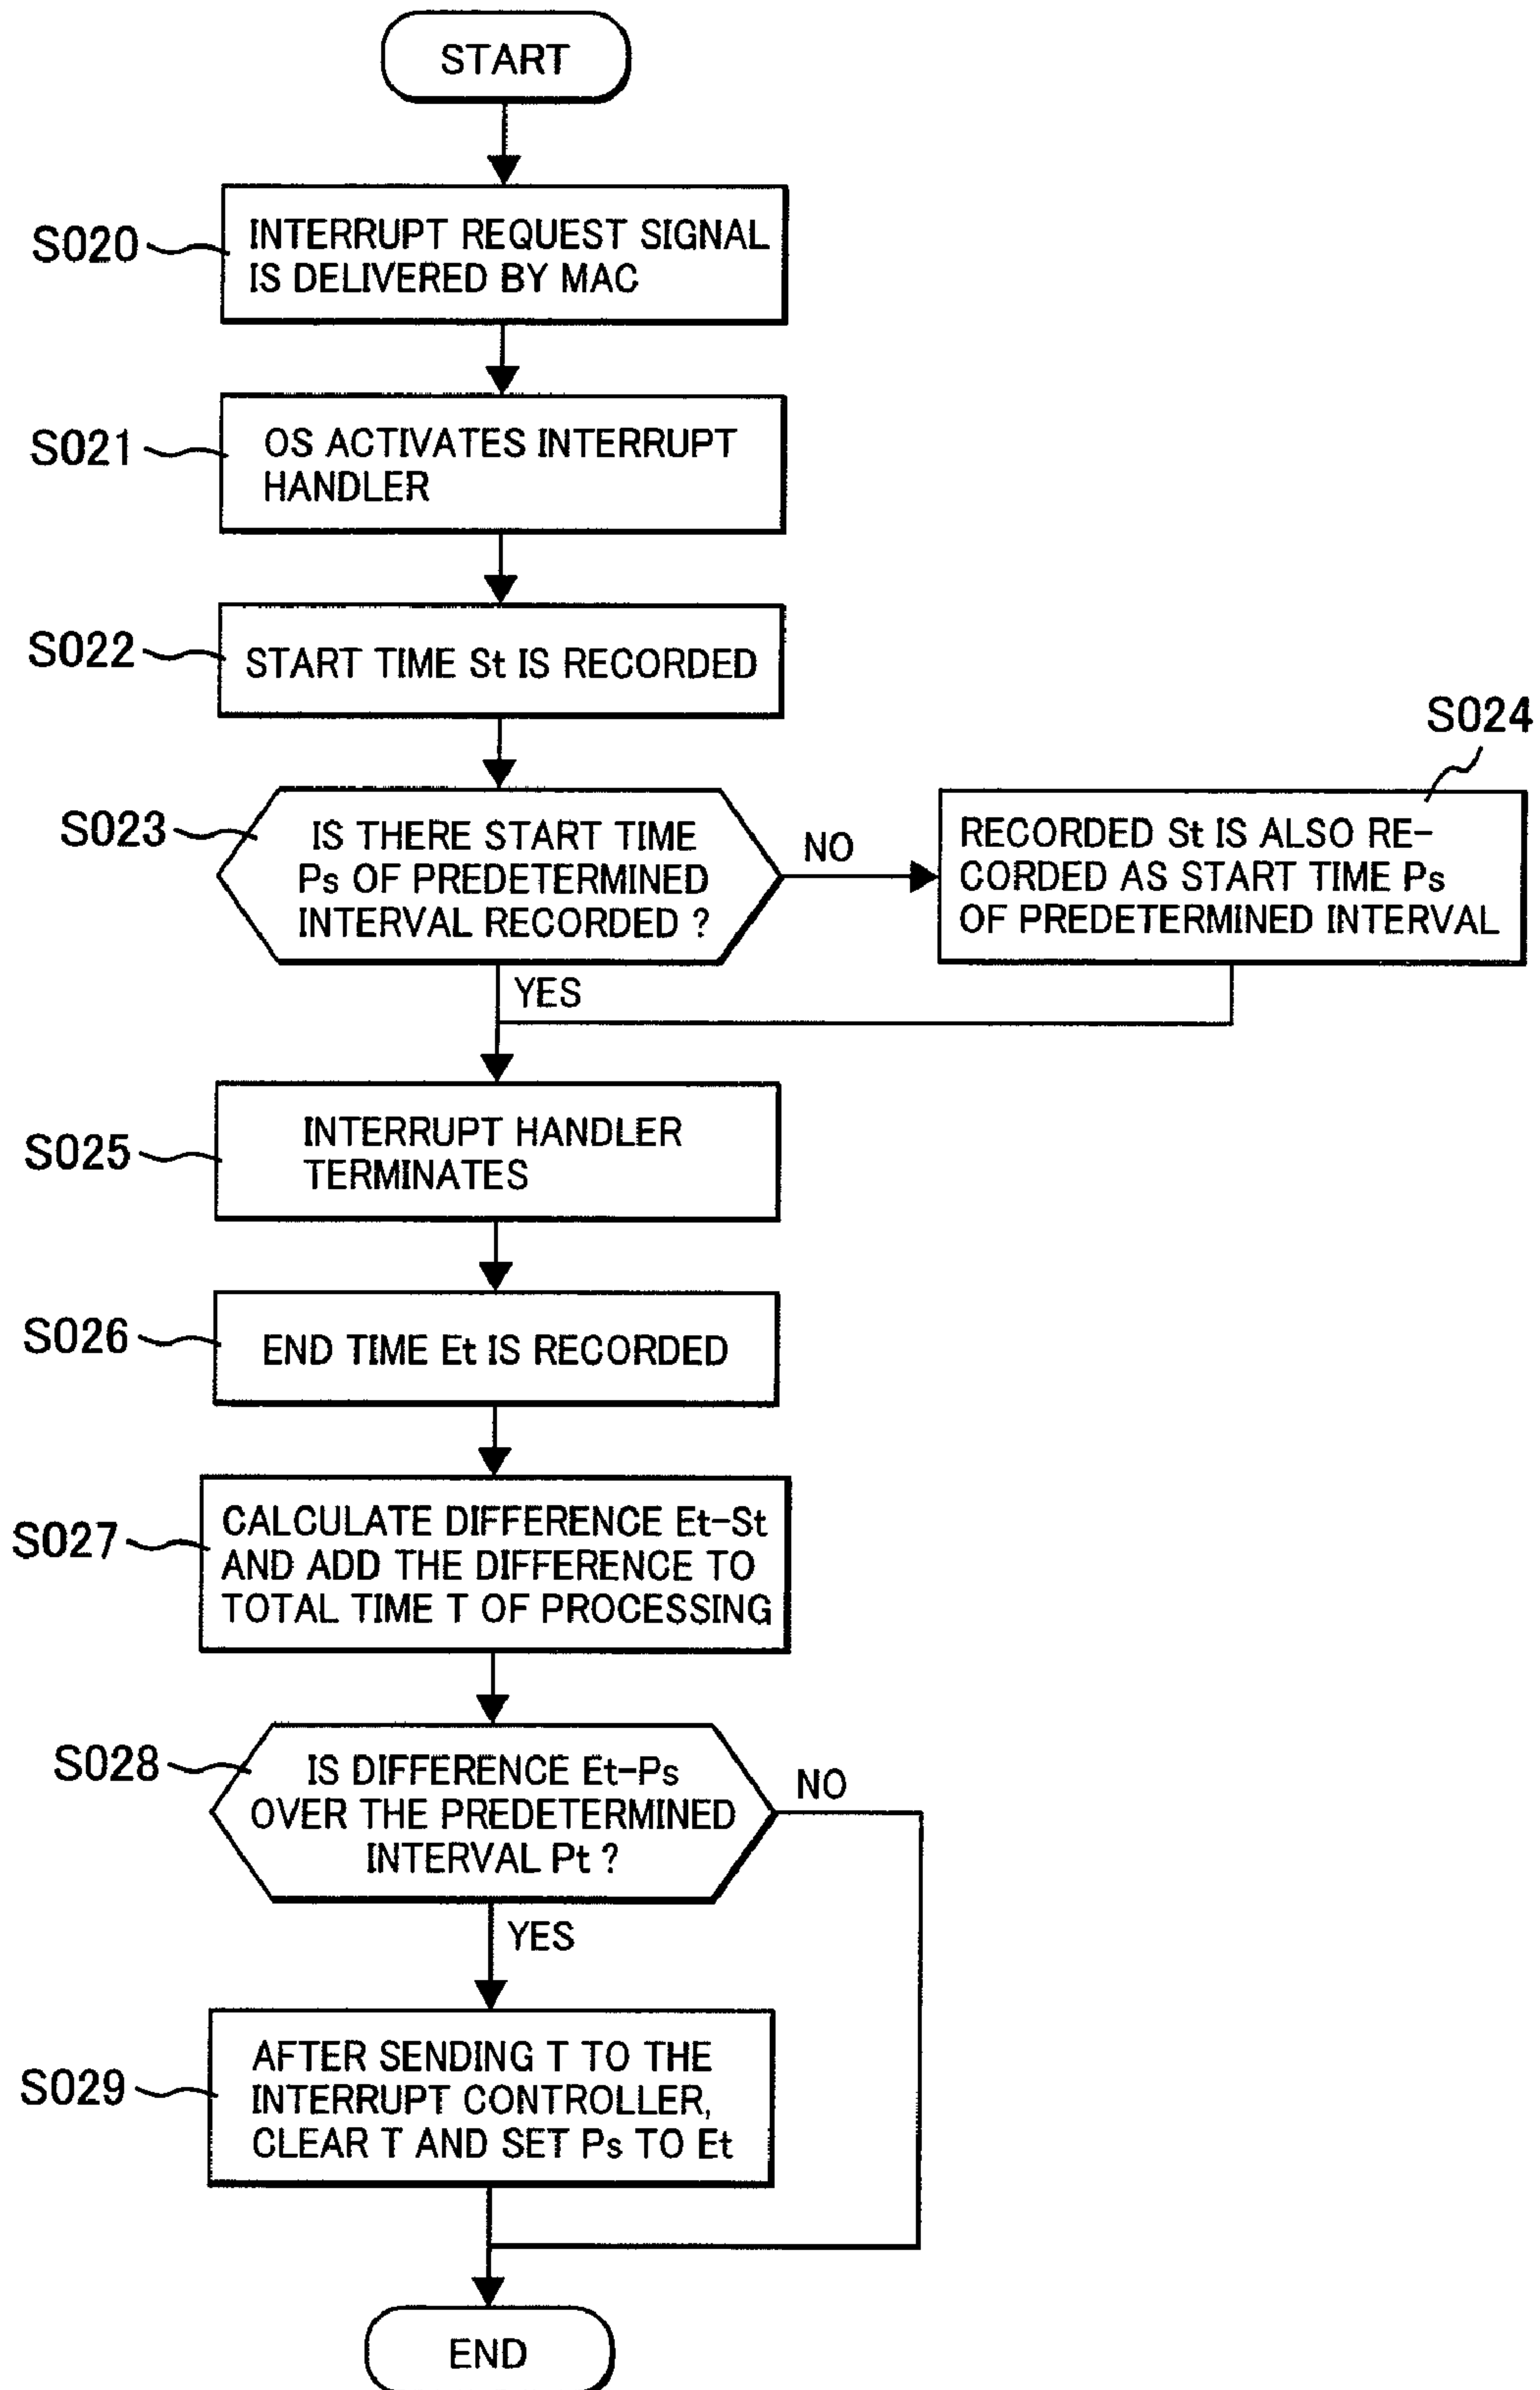 START
S020
INTERRUPT REQUEST SIGNAL
IS DELIVERED BY MAC
S021
OS ACTIVATES INTERRUPT
HANDLER
S022
START TIME St IS RECORDED
S023
IS THERE START TIME
Ps OF PREDETERMINED
INTERVAL RECORDED ?
NO
S024
RECORDED St IS ALSO RE-
CORDED AS START TIME Ps
OF PREDETERMINED INTERVAL
YES
S025
INTERRUPT HANDLER
TERMINATES
S026
END TIME Et IS RECORDED
S027
CALCULATE DIFFERENCE Et-St
AND ADD THE DIFFERENCE TO
TOTAL TIME T OF PROCESSING
S028
IS DIFFERENCE Et-Ps
OVER THE PREDETERMINED
INTERVAL Pt ?
NO
YES
S029
AFTER SENDING T TO THE
INTERRUPT CONTROLLER,
CLEAR T AND SET Ps TO Et
END